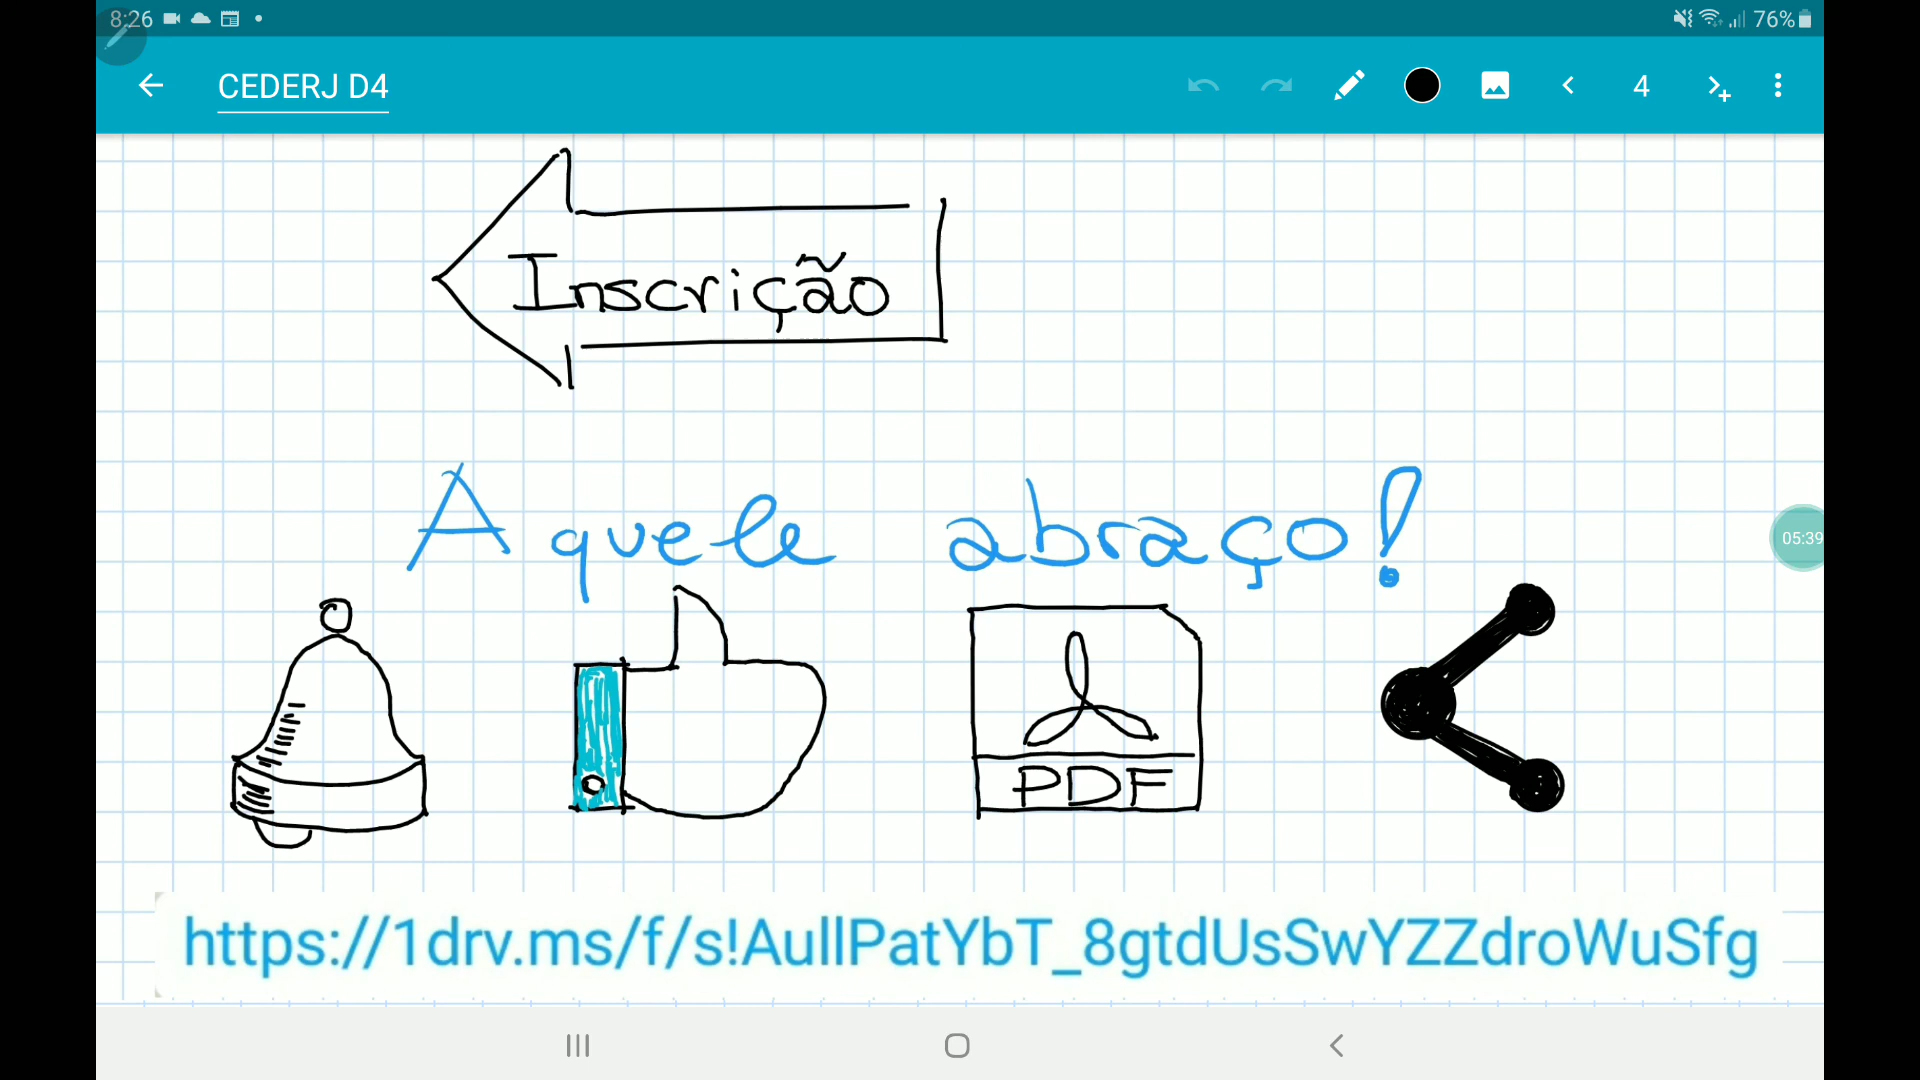 8:26
76%
CEDERJ D4
4
Inscrição
Aquele abraço!
05:39
PDF
https://1drv.ms/f/s!AullPatYbT_8gtdUsSwYZZdroWuSfg